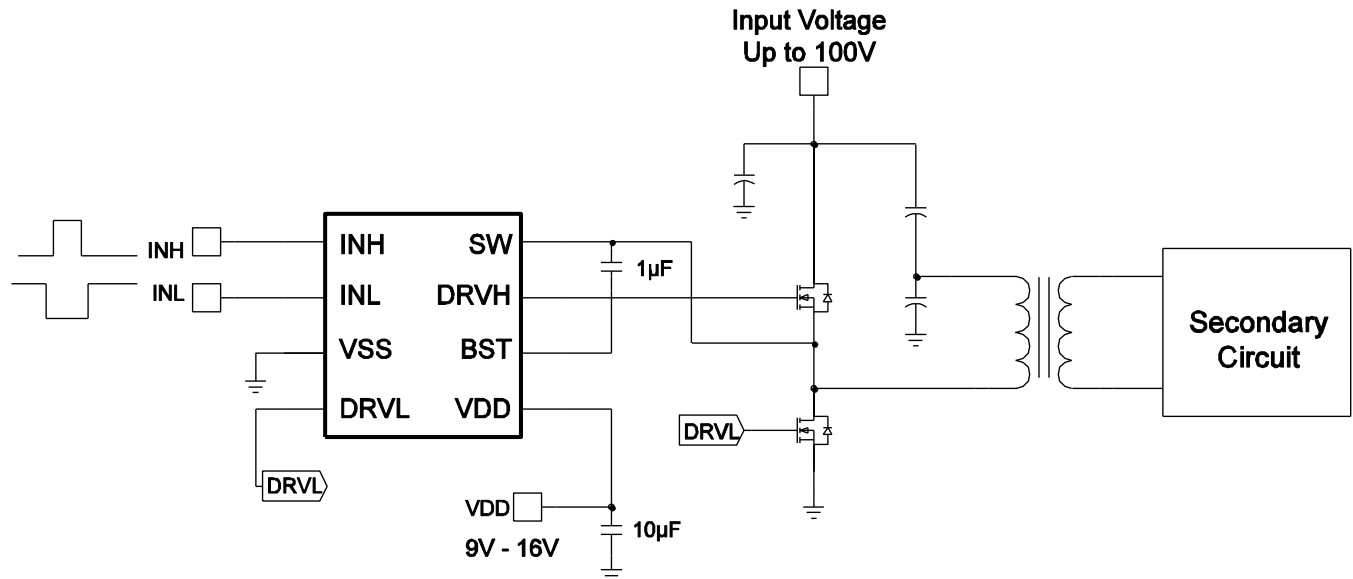 Input Voltage
Up to 100V
INH
INL
INH
INL
VSS
DRVL
SW
DRVH
BST
VDD
1µF
DRVL
DRVL
VDD
9V - 16V
10µF
Secondary
Circuit